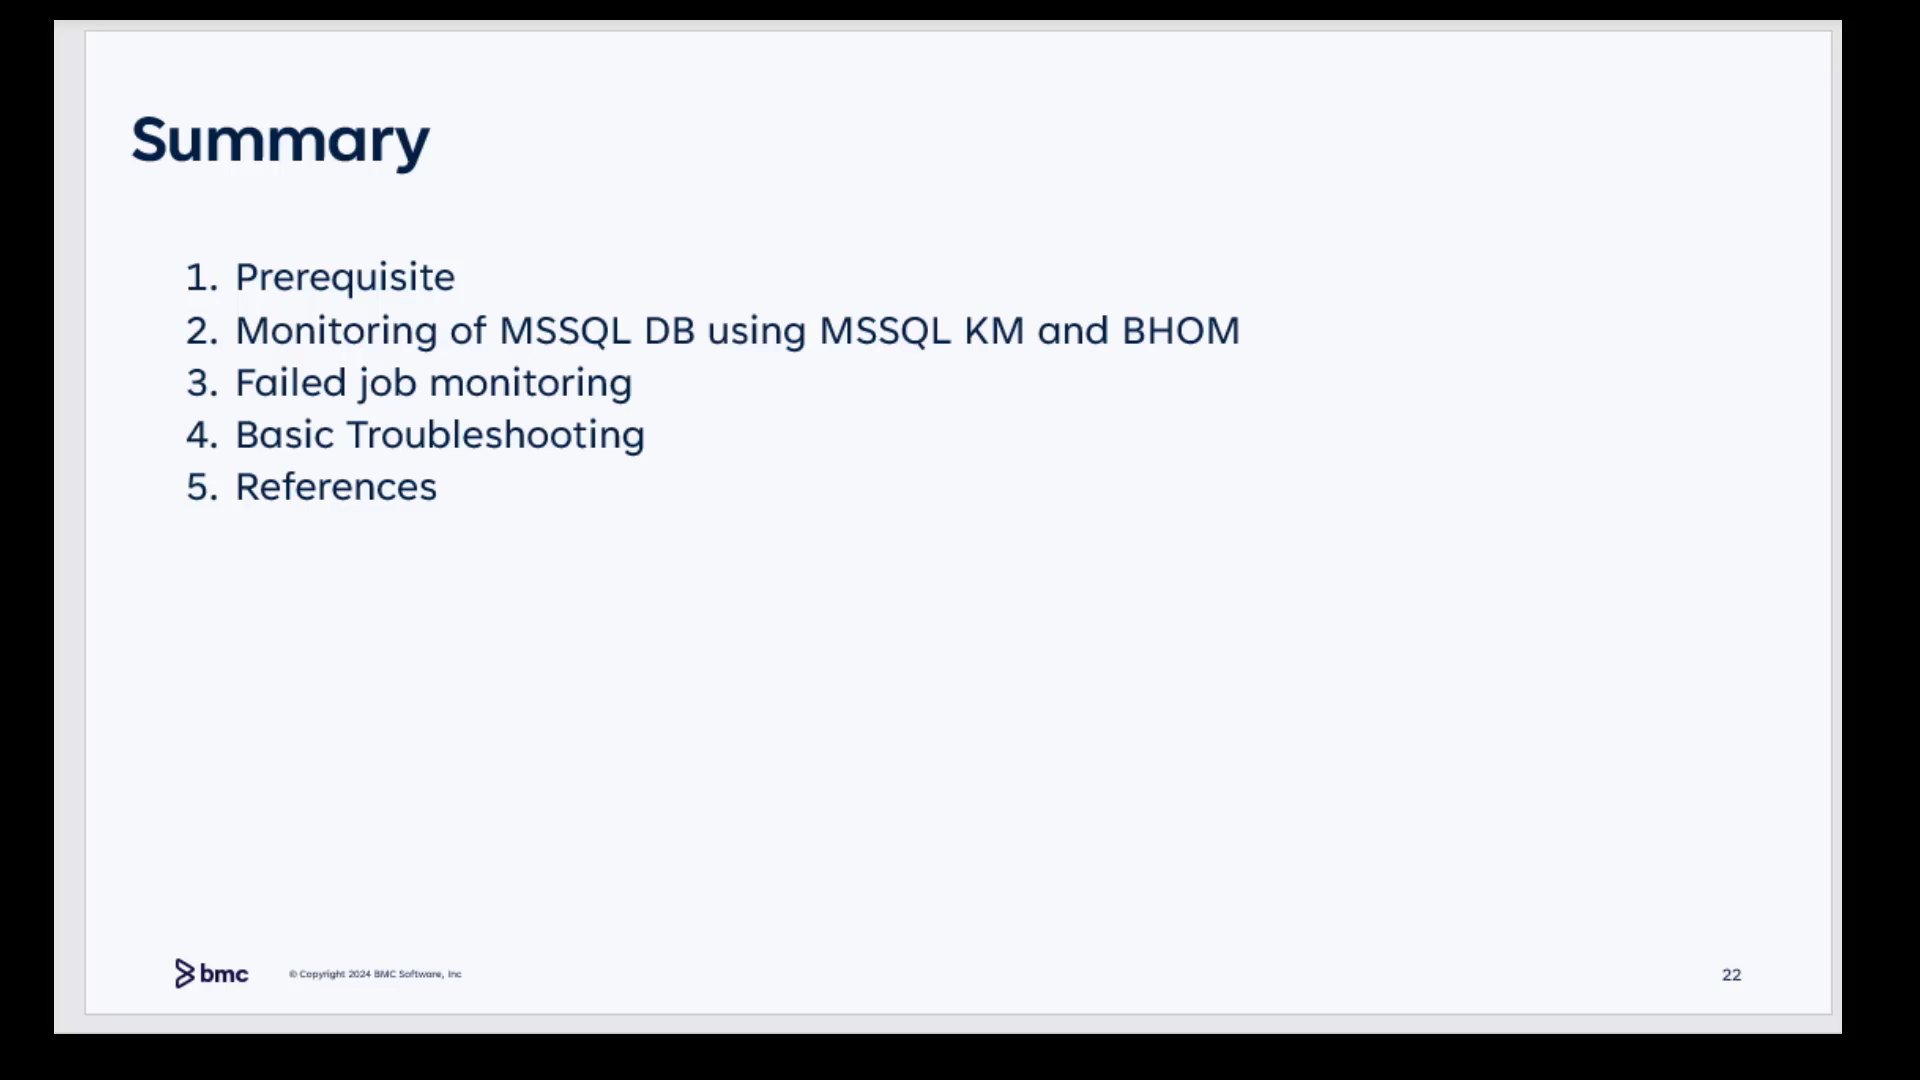 Summary
1. Prerequisite
2. Monitoring of MSSQL DB using MSSQL KM and BHOM
3. Failed job monitoring
4. Basic Troubleshooting
5. References
bmc
© Copyright 2024 BMC Software, Inc
22